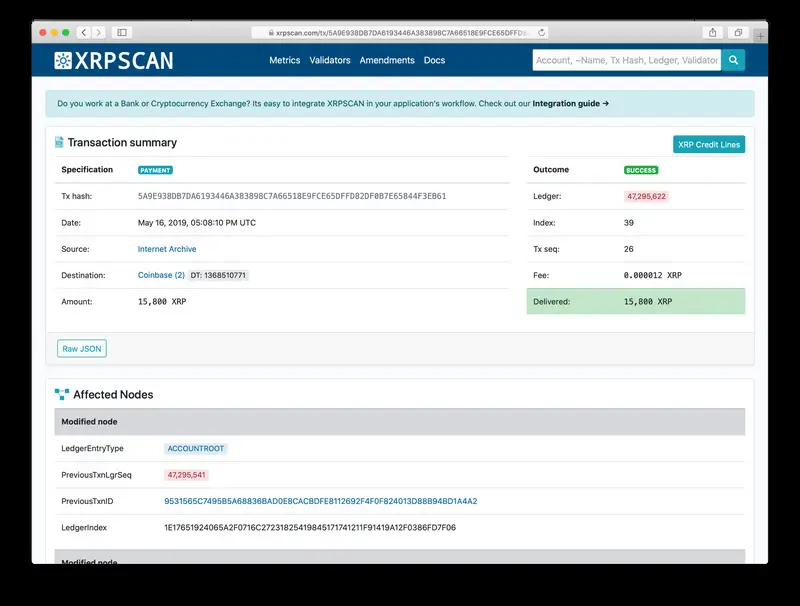 xrpscan.com/tx/5A9E938DB7DA6193446A383898C7A66518E9FCE65DFFD8
XRPSCAN
Metrics Validators Amendments Docs
Account, ~Name, Tx Hash, Ledger, Validator
Do you work at a Bank or Cryptocurrency Exchange? Its easy to integrate XRPSCAN in your application's workflow. Check out our Integration guide →
Transaction summary
XRP Credit Lines
Specification PAYMENT
Outcome SUCCESS
Tx hash: 5A9E938DB7DA6193446A383898C7A66518E9FCE65DFFD82DF0B7E65844F3EB61
Ledger: 47,295,622
Date: May 16, 2019, 05:08:10 PM UTC
Index: 39
Source: Internet Archive
Tx seq: 26
Destination: Coinbase (2) DT: 1368510771
Fee: 0.000012 XRP
Amount: 15,800 XRP
Delivered: 15,800 XRP
Raw JSON
Affected Nodes
Modified node
LedgerEntryType ACCOUNTROOT
PreviousTxnLgrSeq 47,295,541
PreviousTxnID 9531565C7495B5A68836BAD0E8CACBDFE8112692F4F0F824013D88B94BD1A4A2
LedgerIndex 1E17651924065A2F0716C27231825419845171741211F91419A12F0386FD7F06
Modified node